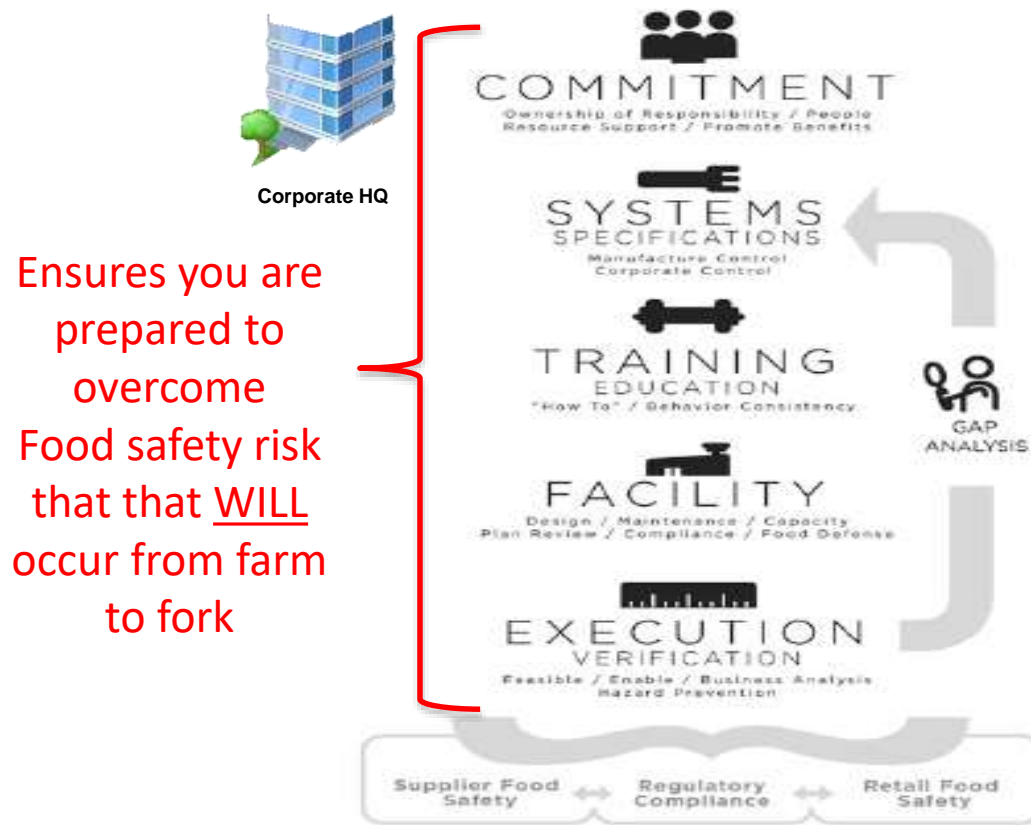 Corporate HQ
Ensures you are
prepared to
overcome
Food safety risk
that that WILL
occur from farm
to fork
COMMITMENT
Ownership of Responsibility / People
Resource Support / Promote Benefits
SYSTEMS
SPECIFICATIONS
Manufacture Control
Corporate Control
TRAINING
EDUCATION
"How To" / Behavior Consistency
FACILITY
Design / Maintenance / Capacity
Plan Review / Compliance / Food Defense
EXECUTION
VERIFICATION
Feasible / Enable / Business Analysis
Hazard Prevention
GAP
ANALYSIS
Supplier Food
Safety
Regulatory
Compliance
Retail Food
Safety